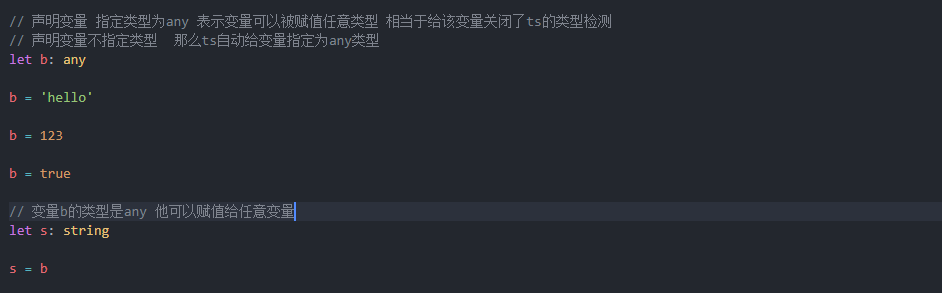 // 声明变量 指定类型为any 表示变量可以被赋值任意类型 相当于给该变量关闭了ts的类型检测
// 声明变量不指定类型  那么ts自动给变量指定为any类型
let b: any
b = 'hello'
b = 123
b = true
// 变量b的类型是any 他可以赋值给任意变量
let s: string
s = b